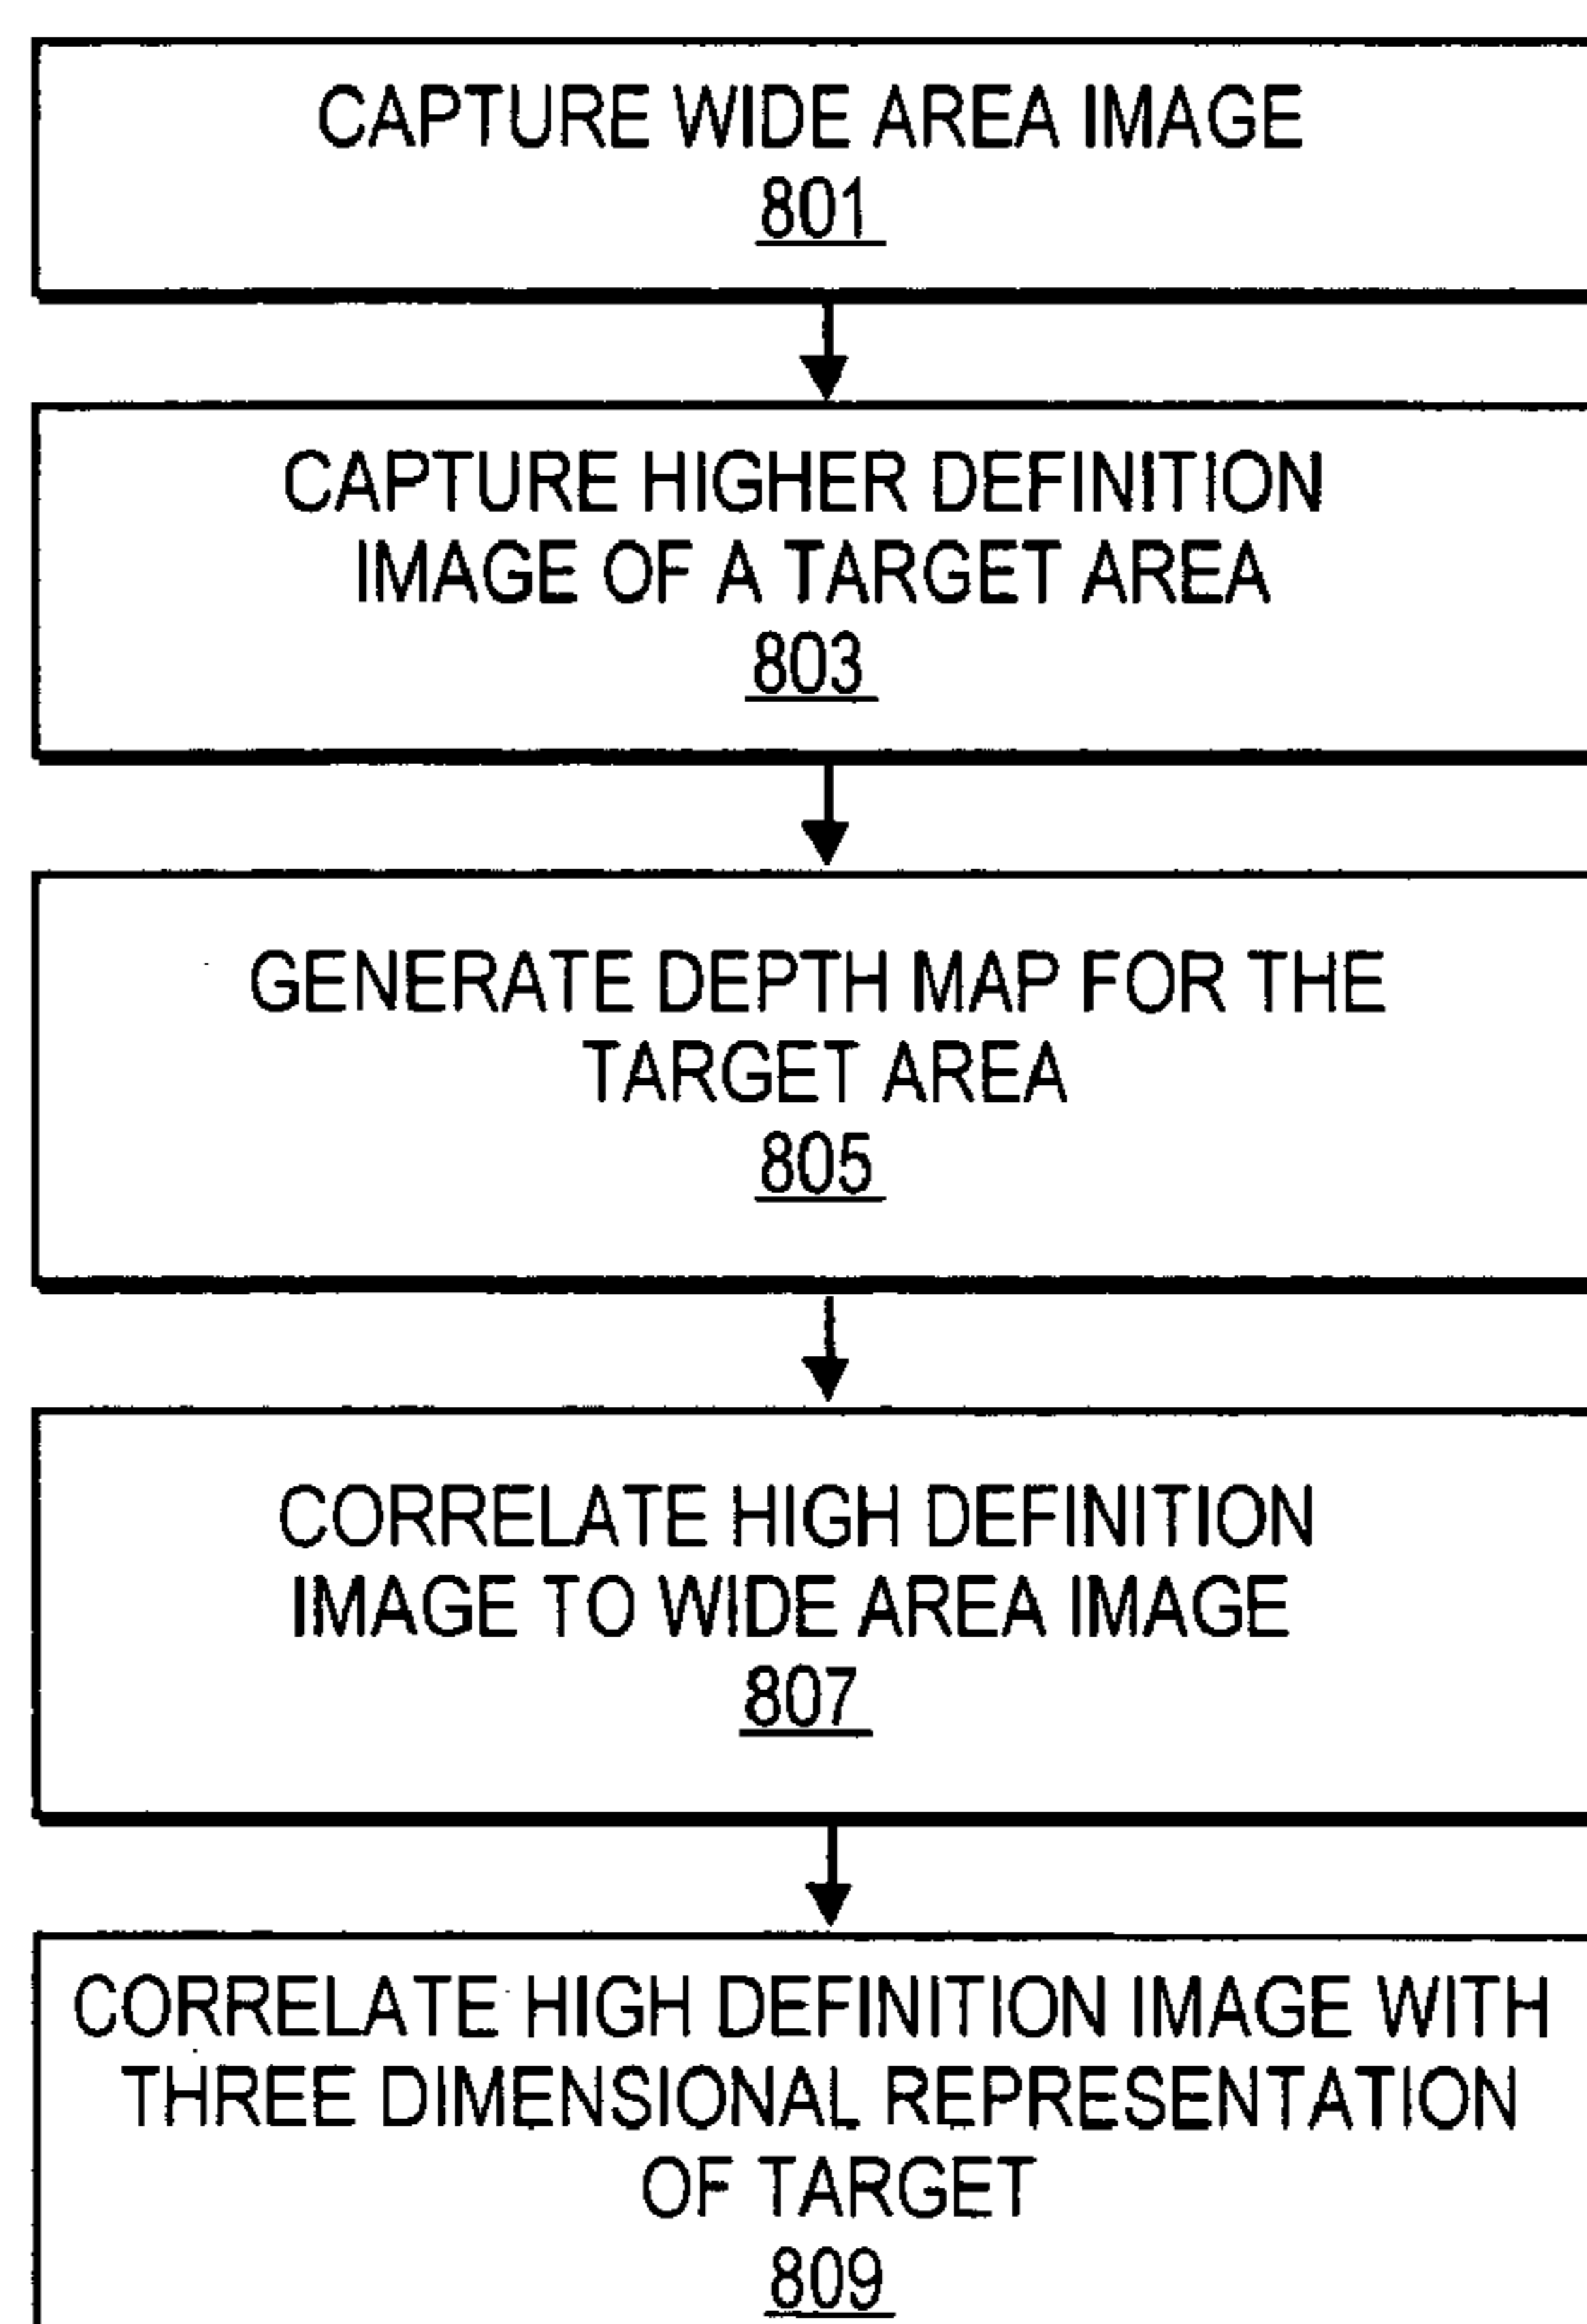 CAPTURE WIDE AREA IMAGE
801
CAPTURE HIGHER DEFINITION
IMAGE OF A TARGET AREA
803
GENERATE DEPTH MAP FOR THE
TARGET AREA
805
CORRELATE HIGH DEFINITION
IMAGE TO WIDE AREA IMAGE
807
CORRELATE HIGH DEFINITION IMAGE WITH
THREE DIMENSIONAL REPRESENTATION
OF TARGET
809